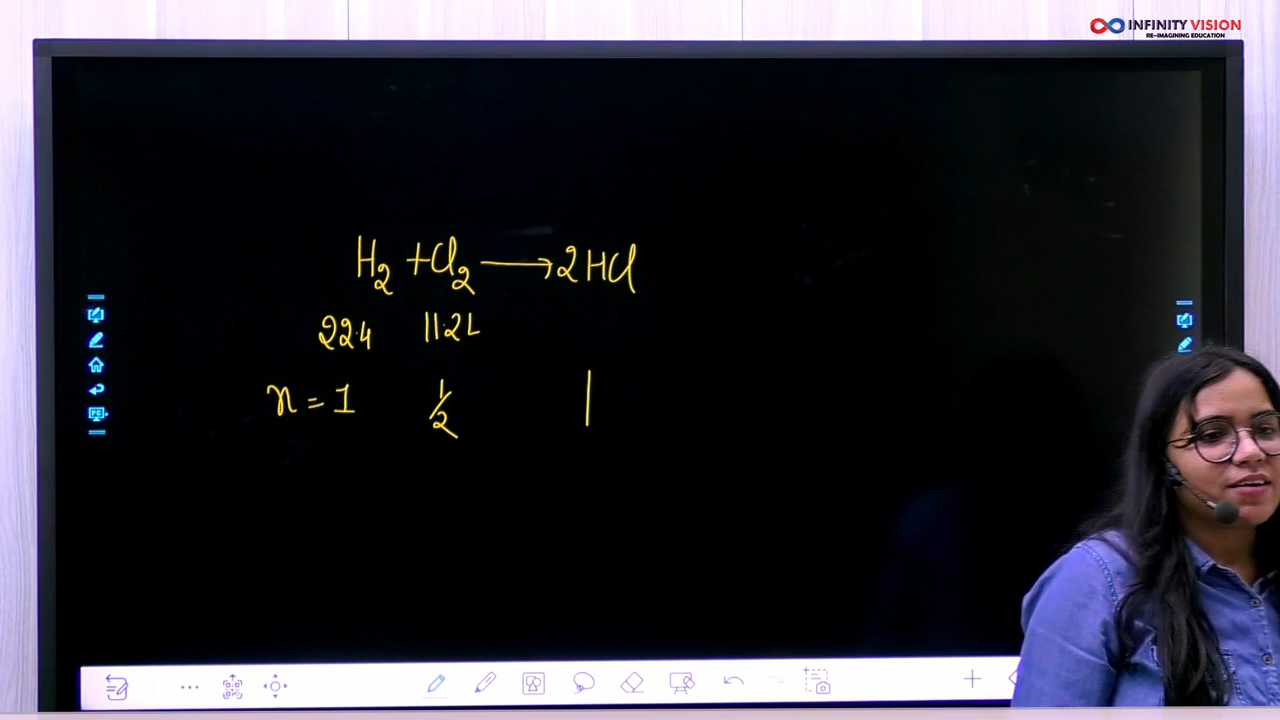 INFINITY VISION
RE-IMAGINING EDUCATION
H₂ + Cl₂ ⟶ 2HCl
22.4 11.2L
n = 1 1/2 1